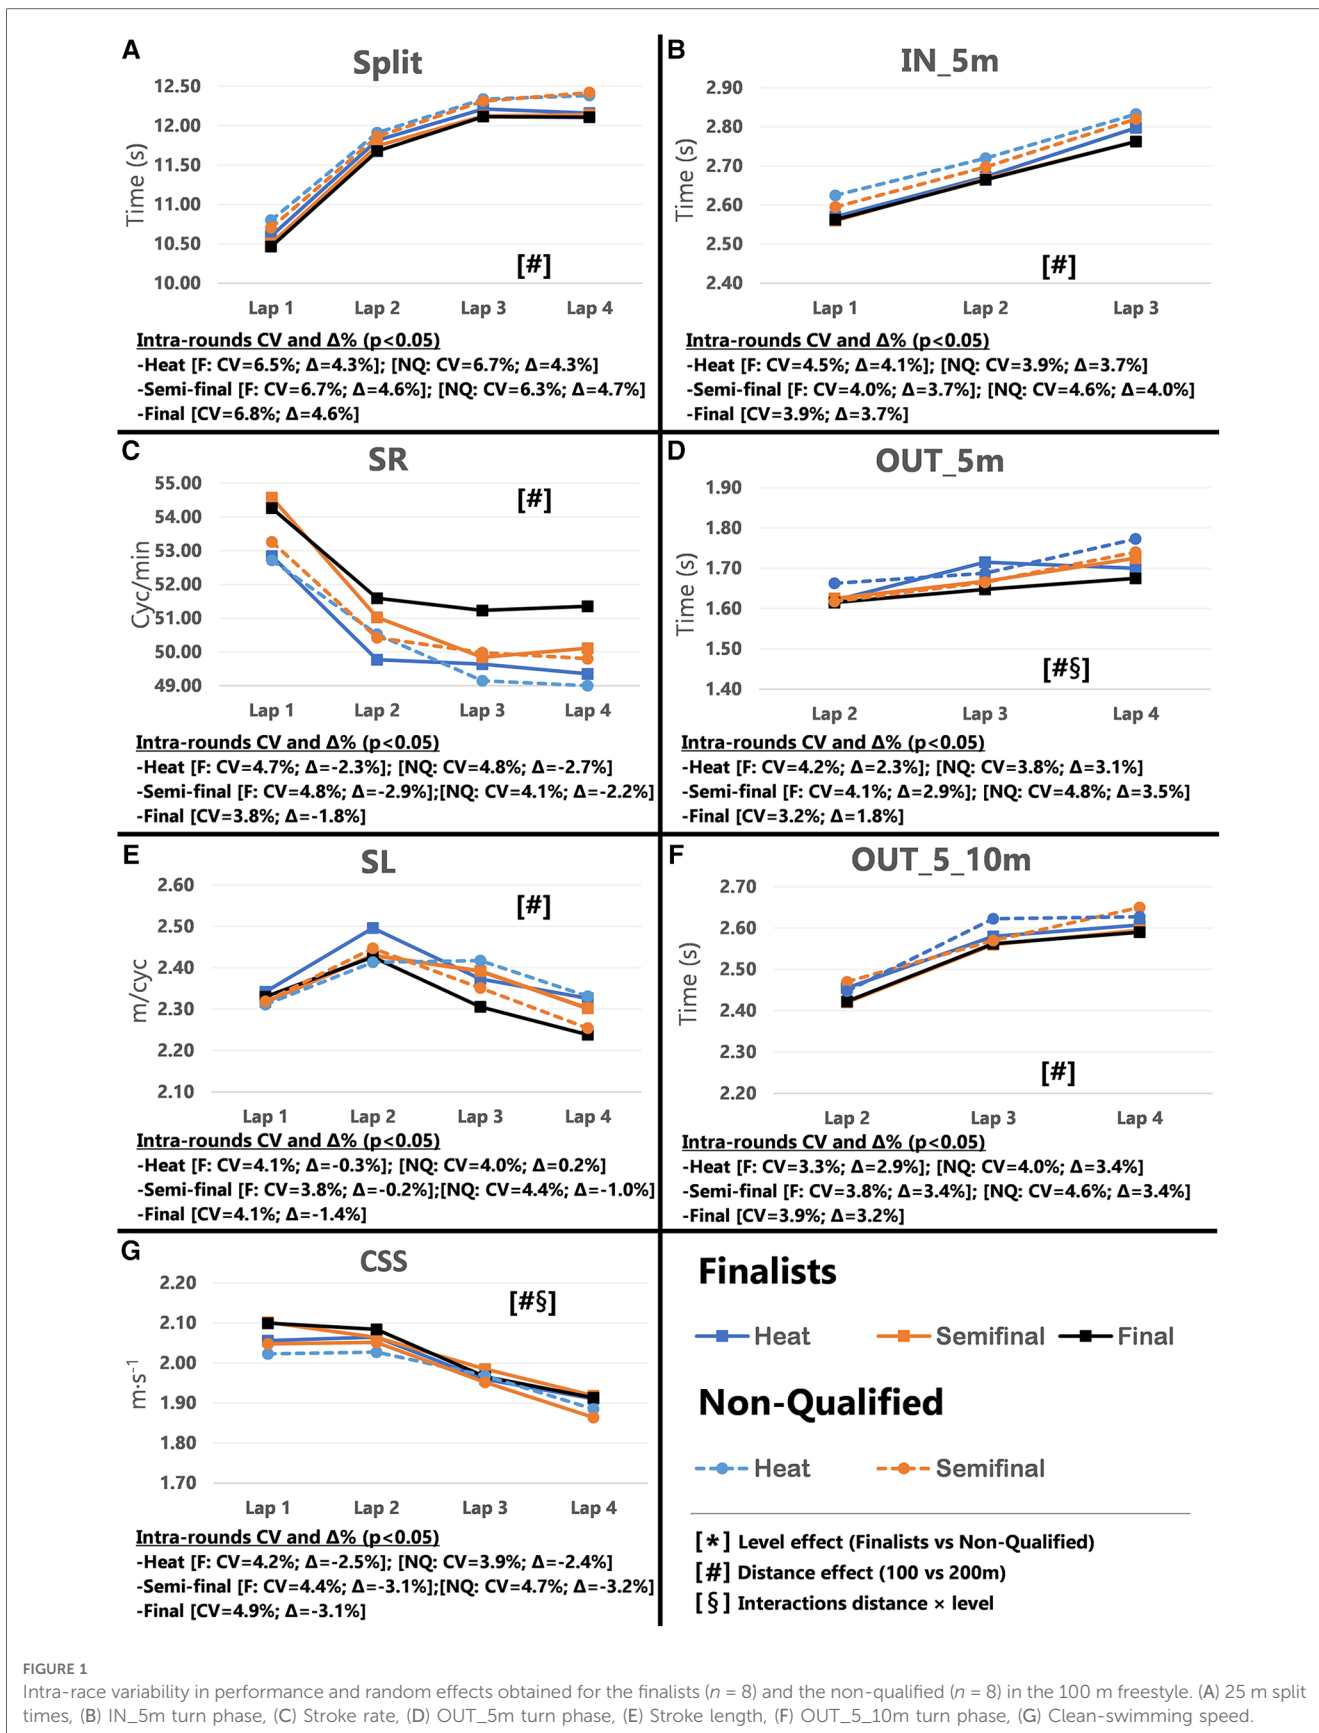 A
Split
Time (s)
12.50
12.00
11.50
11.00
10.50
10.00
[#]
Lap 1 Lap 2 Lap 3 Lap 4
Intra-rounds CV and Δ% (p<0.05)
-Heat [F: CV=6.5%; Δ=4.3%]; [NQ: CV=6.7%; Δ=4.3%]
-Semi-final [F: CV=6.7%; Δ=4.6%]; [NQ: CV=6.3%; Δ=4.7%]
-Final [CV=6.8%; Δ=4.6%]
B
IN_5m
Time (s)
2.90
2.80
2.70
2.60
2.50
2.40
[#]
Lap 1 Lap 2 Lap 3
Intra-rounds CV and Δ% (p<0.05)
-Heat [F: CV=4.5%; Δ=4.1%]; [NQ: CV=3.9%; Δ=3.7%]
-Semi-final [F: CV=4.0%; Δ=3.7%]; [NQ: CV=4.6%; Δ=4.0%]
-Final [CV=3.9%; Δ=3.7%]
C
SR
Cyc/min
55.00
54.00
53.00
52.00
51.00
50.00
49.00
[#]
Lap 1 Lap 2 Lap 3 Lap 4
Intra-rounds CV and Δ% (p<0.05)
-Heat [F: CV=4.7%; Δ=-2.3%]; [NQ: CV=4.8%; Δ=-2.7%]
-Semi-final [F: CV=4.8%; Δ=-2.9%];[NQ: CV=4.1%; Δ=-2.2%]
-Final [CV=3.8%; Δ=-1.8%]
D
OUT_5m
Time (s)
1.90
1.80
1.70
1.60
1.50
1.40
[#§]
Lap 2 Lap 3 Lap 4
Intra-rounds CV and Δ% (p<0.05)
-Heat [F: CV=4.2%; Δ=2.3%]; [NQ: CV=3.8%; Δ=3.1%]
-Semi-final [F: CV=4.1%; Δ=2.9%]; [NQ: CV=4.8%; Δ=3.5%]
-Final [CV=3.2%; Δ=1.8%]
E
SL
m/cyc
2.60
2.50
2.40
2.30
2.20
2.10
[#]
Lap 1 Lap 2 Lap 3 Lap 4
Intra-rounds CV and Δ% (p<0.05)
-Heat [F: CV=4.1%; Δ=-0.3%]; [NQ: CV=4.0%; Δ=0.2%]
-Semi-final [F: CV=3.8%; Δ=-0.2%];[NQ: CV=4.4%; Δ=-1.0%]
-Final [CV=4.1%; Δ=-1.4%]
F
OUT_5_10m
Time (s)
2.70
2.60
2.50
2.40
2.30
2.20
[#]
Lap 2 Lap 3 Lap 4
Intra-rounds CV and Δ% (p<0.05)
-Heat [F: CV=3.3%; Δ=2.9%]; [NQ: CV=4.0%; Δ=3.4%]
-Semi-final [F: CV=3.8%; Δ=3.4%]; [NQ: CV=4.6%; Δ=3.4%]
-Final [CV=3.9%; Δ=3.2%]
G
CSS
m·s⁻¹
2.20
2.10
2.00
1.90
1.80
1.70
[#§]
Lap 1 Lap 2 Lap 3 Lap 4
Intra-rounds CV and Δ% (p<0.05)
-Heat [F: CV=4.2%; Δ=-2.5%]; [NQ: CV=3.9%; Δ=-2.4%]
-Semi-final [F: CV=4.4%; Δ=-3.1%];[NQ: CV=4.7%; Δ=-3.2%]
-Final [CV=4.9%; Δ=-3.1%]
Finalists
Heat Semifinal Final
Non-Qualified
Heat Semifinal
[*] Level effect (Finalists vs Non-Qualified)
[#] Distance effect (100 vs 200m)
[§] Interactions distance × level
FIGURE 1
Intra-race variability in performance and random effects obtained for the finalists (n = 8) and the non-qualified (n = 8) in the 100 m freestyle. (A) 25 m split
times, (B) IN_5m turn phase, (C) Stroke rate, (D) OUT_5m turn phase, (E) Stroke length, (F) OUT_5_10m turn phase, (G) Clean-swimming speed.